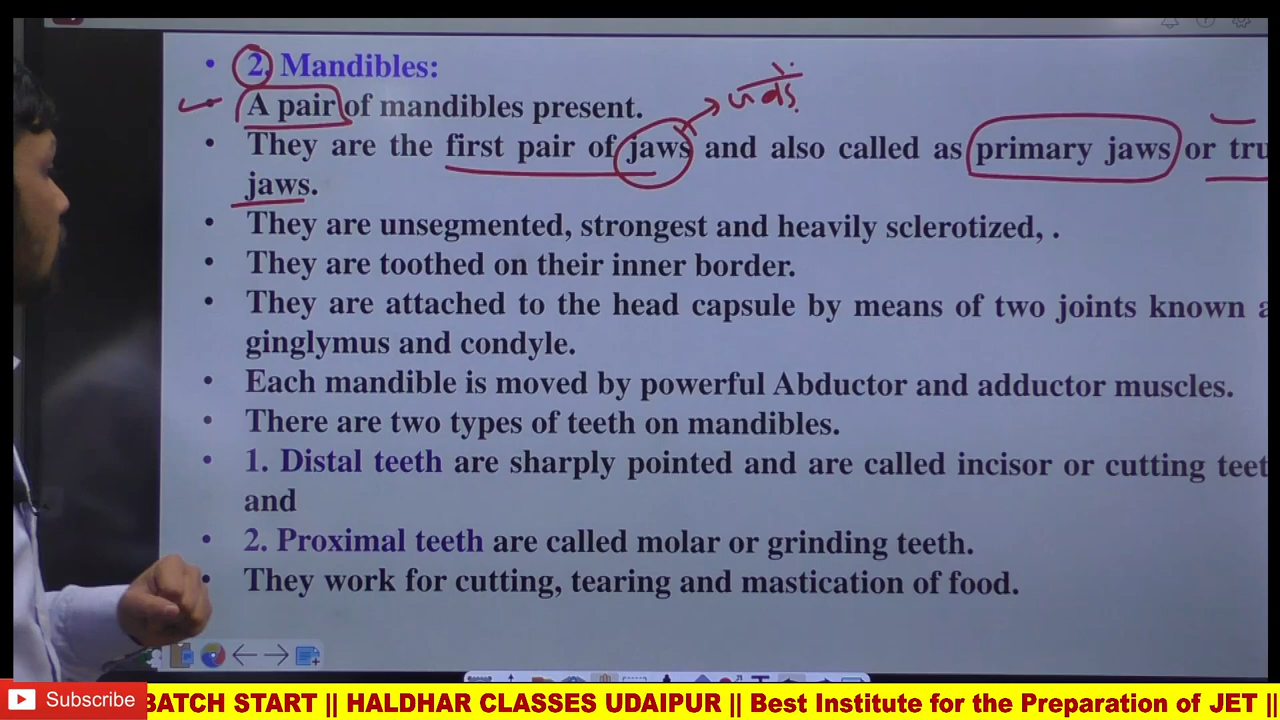 2. Mandibles:
A pair of mandibles present.
They are the first pair of jaws and also called as primary jaws or tru
jaws.
They are unsegmented, strongest and heavily sclerotized, .
They are toothed on their inner border.
They are attached to the head capsule by means of two joints known a
ginglymus and condyle.
Each mandible is moved by powerful Abductor and adductor muscles.
There are two types of teeth on mandibles.
1. Distal teeth are sharply pointed and are called incisor or cutting teet
and
2. Proximal teeth are called molar or grinding teeth.
They work for cutting, tearing and mastication of food.
Subscribe
BATCH START || HALDHAR CLASSES UDAIPUR || Best Institute for the Preparation of JET ||